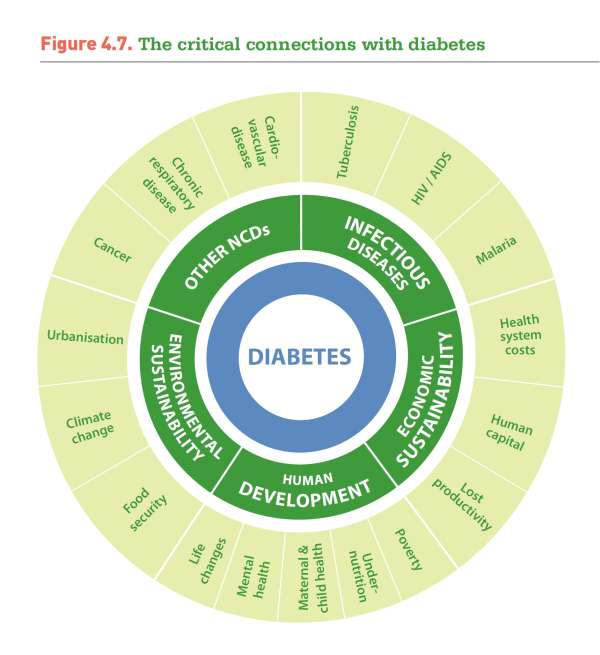 Figure 4.7. The critical connections with diabetes
Cardio-
vascular
disease
Tuberculosis
HIV / AIDS
Malaria
Health
system
costs
Human
capital
Lost
productivity
Poverty
Under-
nutrition
Maternal &
child health
Mental
health
Life
changes
Food
security
Climate
change
Urbanisation
Cancer
Chronic
respiratory
disease
OTHER NCDs
INFECTIOUS
DISEASES
ECONOMIC
SUSTAINABILITY
HUMAN
DEVELOPMENT
ENVIRONMENTAL
SUSTAINABILITY
DIABETES